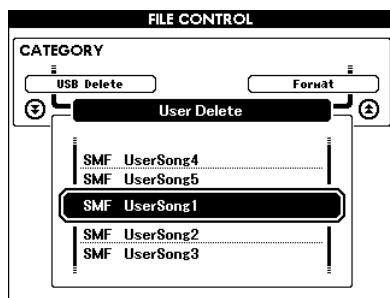 FILE CONTROL
CATEGORY
USB Delete
Format
User Delete
SMF UserSong4
SMF UserSong5
SMF UserSong1
SMF UserSong2
SMF UserSong3